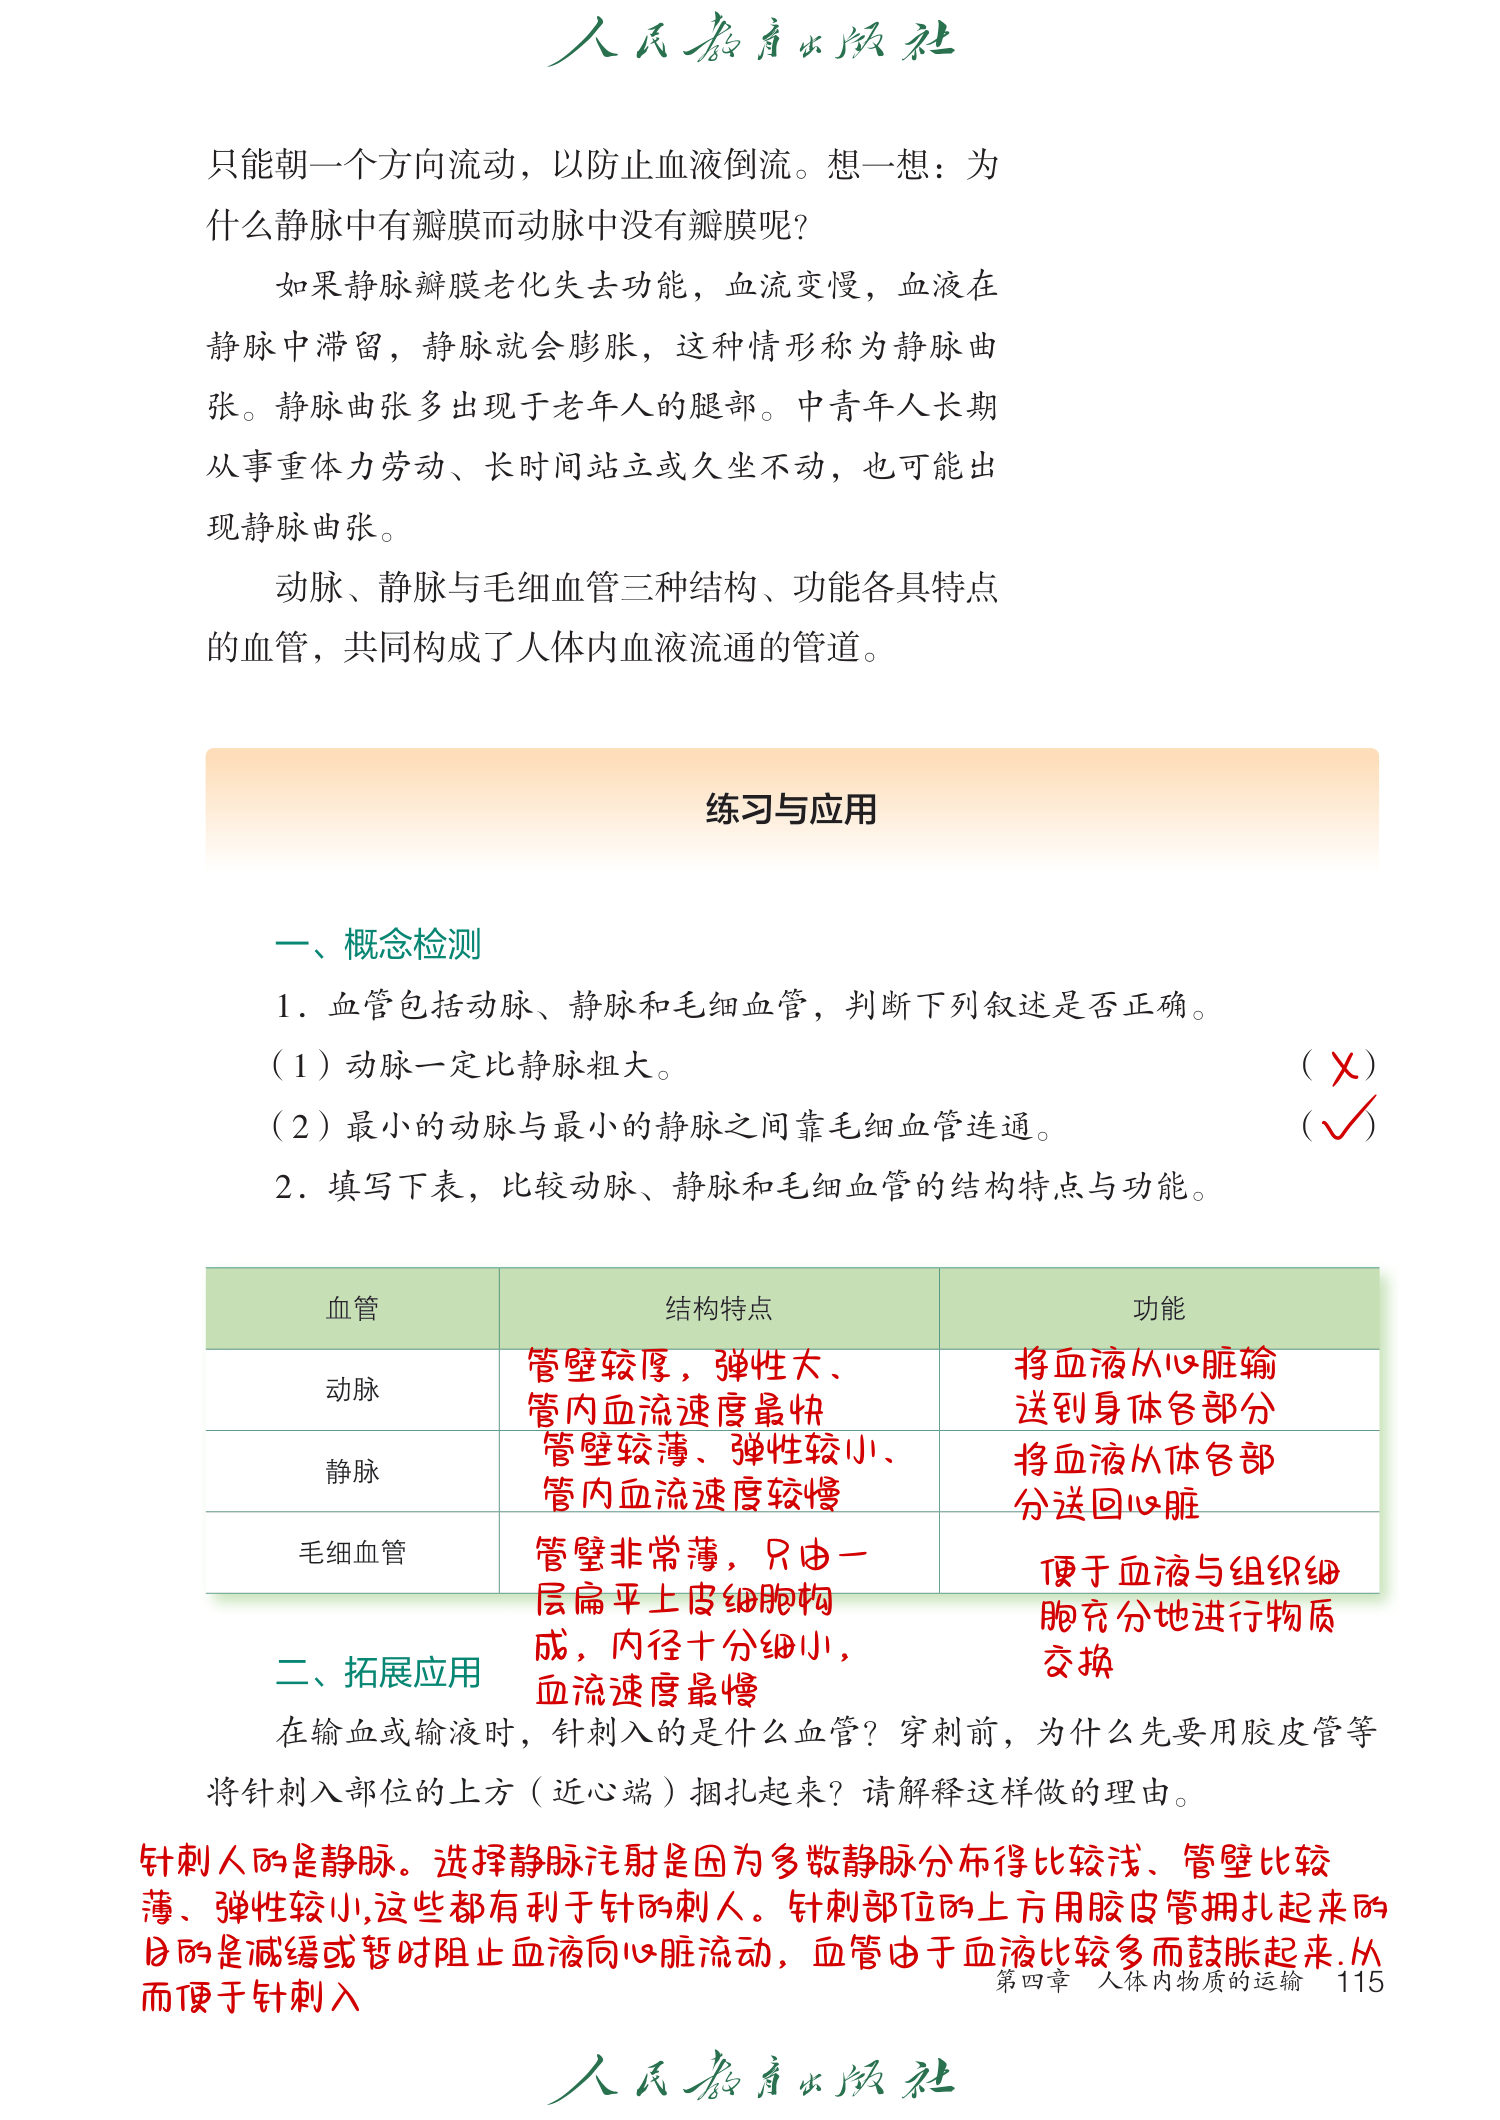 人民教育出版社
只能朝一个方向流动，以防止血液倒流。想一想：为
什么静脉中有瓣膜而动脉中没有瓣膜呢？
如果静脉瓣膜老化失去功能，血流变慢，血液在
静脉中滞留，静脉就会膨胀，这种情形称为静脉曲
张。静脉曲张多出现于老年人的腿部。中青年人长期
从事重体力劳动、长时间站立或久坐不动，也可能出
现静脉曲张。
动脉、静脉与毛细血管三种结构、功能各具特点
的血管，共同构成了人体内血液流通的管道。
练习与应用
一、概念检测
1. 血管包括动脉、静脉和毛细血管，判断下列叙述是否正确。
（1）动脉一定比静脉粗大。（ X ）
（2）最小的动脉与最小的静脉之间靠毛细血管连通。（ ✓ ）
2. 填写下表，比较动脉、静脉和毛细血管的结构特点与功能。
血管 结构特点 功能
动脉
管壁较厚，弹性大、
管内血流速度最快
将血液从心脏输
送到身体各部分
静脉
管壁较薄、弹性较小、
管内血流速度较慢
将血液从体各部
分送回心脏
毛细血管
管壁非常薄，只由一
层扁平上皮细胞构
成，内径十分细小，
血流速度最慢
便于血液与组织细
胞充分地进行物质
交换
二、拓展应用
在输血或输液时，针刺入的是什么血管？穿刺前，为什么先要用胶皮管等
将针刺入部位的上方（近心端）捆扎起来？请解释这样做的理由。
针刺人的是静脉。选择静脉注射是因为多数静脉分布得比较浅、管壁比较
薄、弹性较小,这些都有利于针的刺人。针刺部位的上方用胶皮管拥扎起来的
日的是减缓或暂时阻止血液向心脏流动，血管由于血液比较多而鼓胀起来.从
而便于针刺入
第四章 人体内物质的运输 115
人民教育出版社